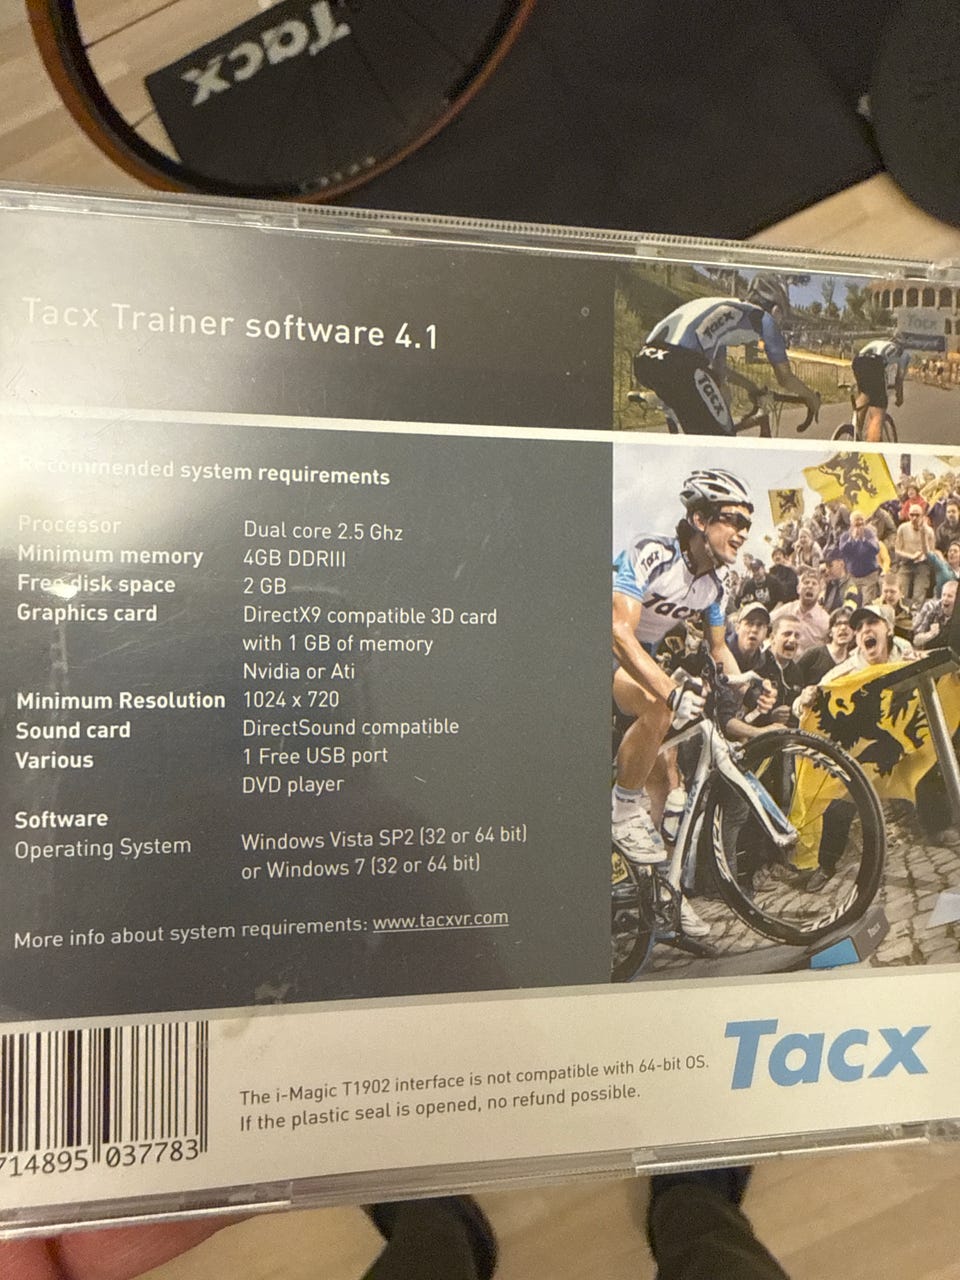 Tacx
Tacx Trainer software 4.1
Recommended system requirements
Processor Dual core 2.5 Ghz
Minimum memory 4GB DDRIII
Free disk space 2 GB
Graphics card DirectX9 compatible 3D card
with 1 GB of memory
Nvidia or Ati
Minimum Resolution 1024 x 720
Sound card DirectSound compatible
Various 1 Free USB port
DVD player
Software
Operating System Windows Vista SP2 (32 or 64 bit)
or Windows 7 (32 or 64 bit)
More info about system requirements: www.tacxvr.com
Tacx
Tacx
Tacx
Tacx
Tacx
The i-Magic T1902 interface is not compatible with 64-bit OS.
If the plastic seal is opened, no refund possible.
Tacx
714895 037783